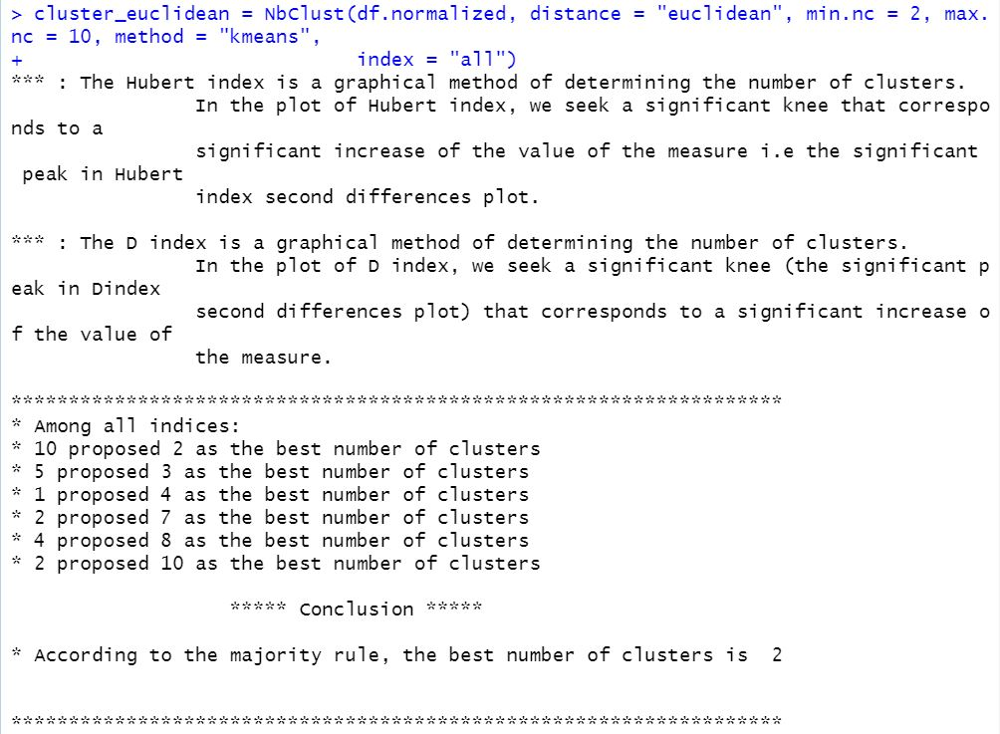 > cluster_euclidean = NbClust(df.normalized, distance = "euclidean", min.nc = 2, max.
nc = 10, method = "kmeans",
+                              index = "all")
*** : The Hubert index is a graphical method of determining the number of clusters.
                In the plot of Hubert index, we seek a significant knee that correspo
nds to a
                significant increase of the value of the measure i.e the significant
 peak in Hubert
                index second differences plot.

*** : The D index is a graphical method of determining the number of clusters.
                In the plot of D index, we seek a significant knee (the significant p
eak in Dindex
                second differences plot) that corresponds to a significant increase o
f the value of
                the measure.

*******************************************************************
* Among all indices:
* 10 proposed 2 as the best number of clusters
* 5 proposed 3 as the best number of clusters
* 1 proposed 4 as the best number of clusters
* 2 proposed 7 as the best number of clusters
* 4 proposed 8 as the best number of clusters
* 2 proposed 10 as the best number of clusters

                   ***** Conclusion *****

* According to the majority rule, the best number of clusters is  2


*******************************************************************